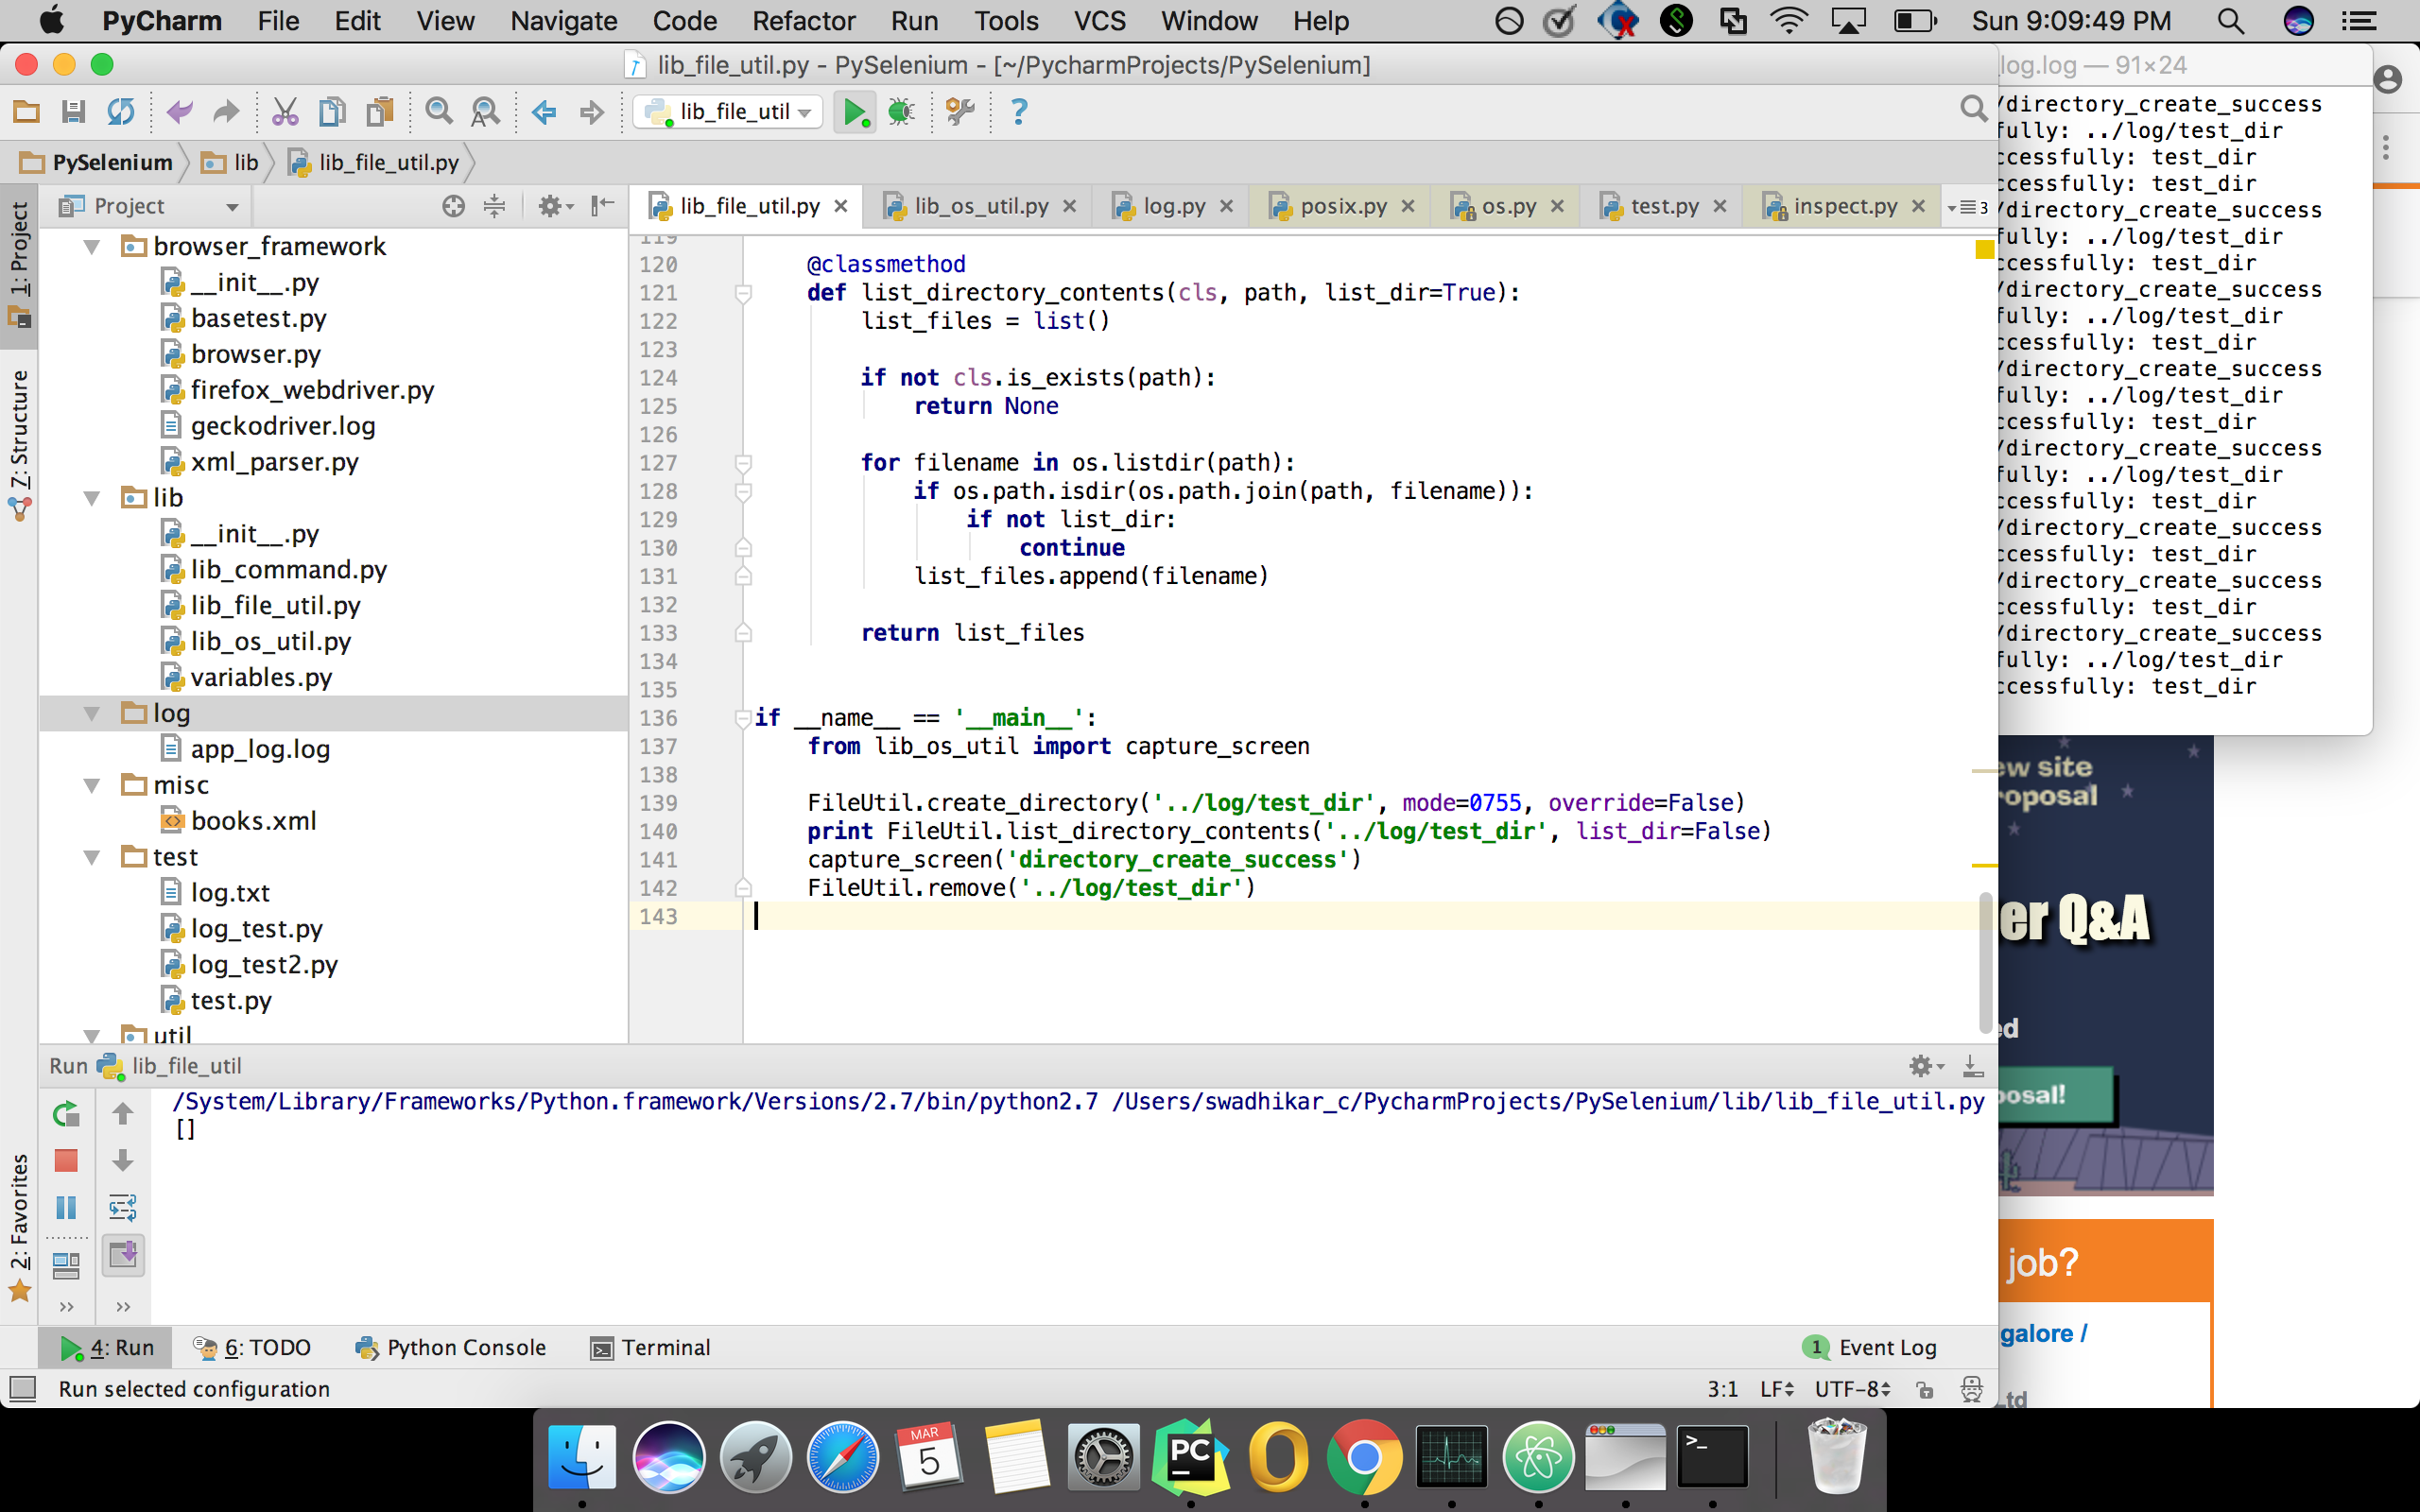 PyCharm File Edit View Navigate Code Refactor Run Tools VCS Window Help Sun 9:09:49 PM
lib_file_util.py - PySelenium - [~/PycharmProjects/PySelenium]
lib_file_util
PySelenium lib lib_file_util.py
Project
lib_file_util.py lib_os_util.py log.py posix.py os.py test.py inspect.py 3
1: Project
7: Structure
2: Favorites
browser_framework
__init__.py
basetest.py
browser.py
firefox_webdriver.py
geckodriver.log
xml_parser.py
lib
__init__.py
lib_command.py
lib_file_util.py
lib_os_util.py
variables.py
log
app_log.log
misc
books.xml
test
log.txt
log_test.py
log_test2.py
test.py
util
119
120 @classmethod
121 def list_directory_contents(cls, path, list_dir=True):
122 list_files = list()
123
124 if not cls.is_exists(path):
125 return None
126
127 for filename in os.listdir(path):
128 if os.path.isdir(os.path.join(path, filename)):
129 if not list_dir:
130 continue
131 list_files.append(filename)
132
133 return list_files
134
135
136 if __name__ == '__main__':
137 from lib_os_util import capture_screen
138
139 FileUtil.create_directory('../log/test_dir', mode=0755, override=False)
140 print FileUtil.list_directory_contents('../log/test_dir', list_dir=False)
141 capture_screen('directory_create_success')
142 FileUtil.remove('../log/test_dir')
143
Run lib_file_util
/System/Library/Frameworks/Python.framework/Versions/2.7/bin/python2.7 /Users/swadhikar_c/PycharmProjects/PySelenium/lib/lib_file_util.py
[]
4: Run 6: TODO Python Console Terminal 1 Event Log
Run selected configuration 3:1 LF UTF-8
_log.log — 91×24
/directory_create_success
fully: ../log/test_dir
ccessfully: test_dir
ccessfully: test_dir
/directory_create_success
fully: ../log/test_dir
ccessfully: test_dir
/directory_create_success
fully: ../log/test_dir
ccessfully: test_dir
/directory_create_success
fully: ../log/test_dir
ccessfully: test_dir
/directory_create_success
fully: ../log/test_dir
ccessfully: test_dir
/directory_create_success
ccessfully: test_dir
/directory_create_success
ccessfully: test_dir
/directory_create_success
fully: ../log/test_dir
ccessfully: test_dir
ew site
oposal
er Q&A
ed
posal!
job?
galore /
td
MAR
5
PC